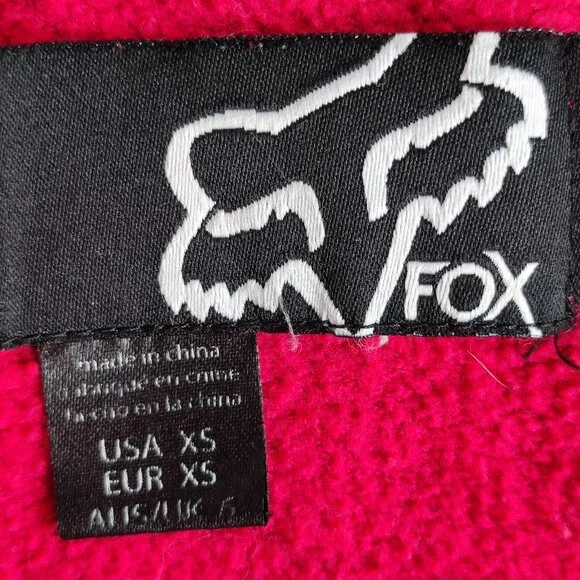 FOX
made in china
fabriqué en chine
hecho en la china
USA XS
EUR XS
AUS/UK 6